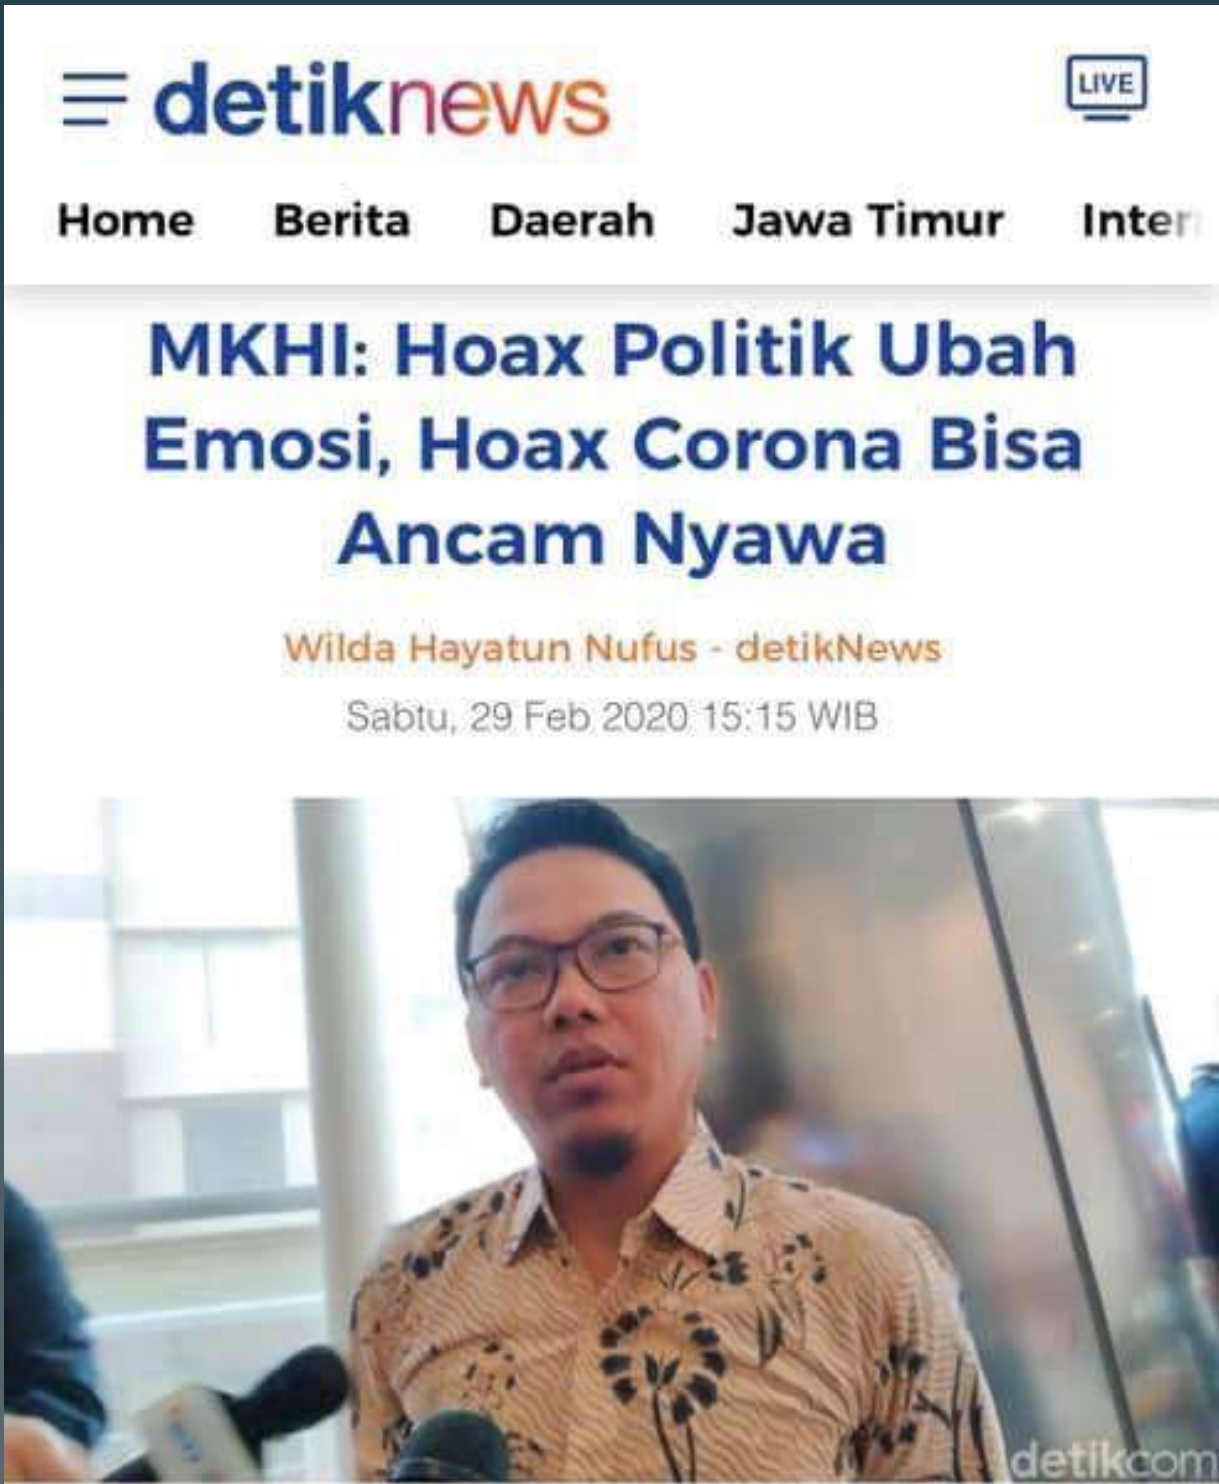 detiknews
LIVE
Home Berita Daerah Jawa Timur Inter
MKHI: Hoax Politik Ubah
Emosi, Hoax Corona Bisa
Ancam Nyawa
Wilda Hayatun Nufus - detikNews
Sabtu, 29 Feb 2020 15:15 WIB
detikcom